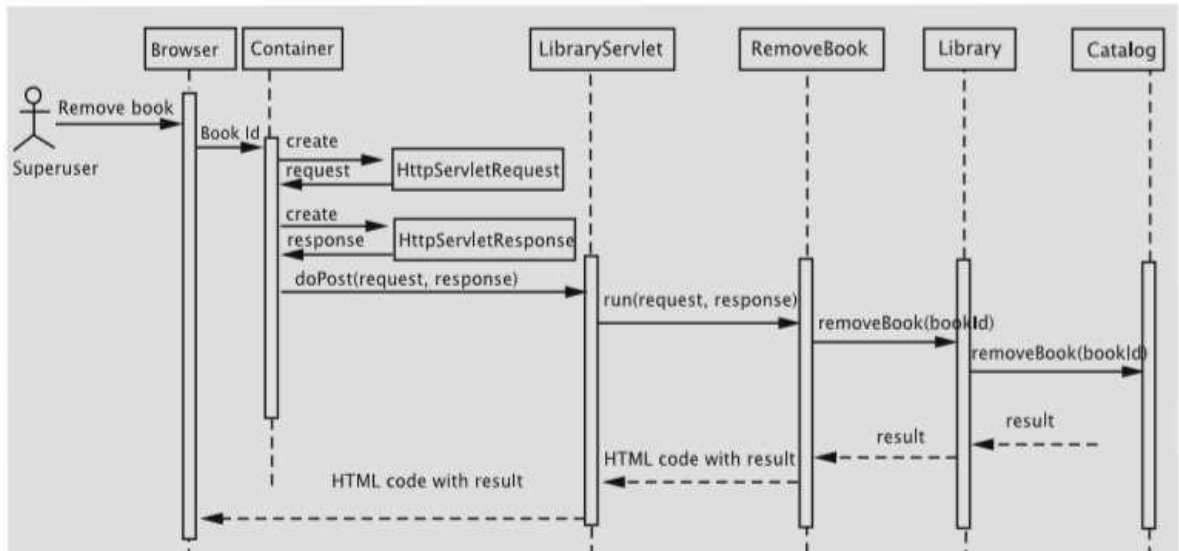 Browser
Container
LibraryServlet
RemoveBook
Library
Catalog
Remove book
Superuser
Book Id
create
request
HttpServletRequest
create
response
HttpServletResponse
doPost(request, response)
run(request, response)
removeBook(bookId)
removeBook(bookId)
result
result
HTML code with result
HTML code with result